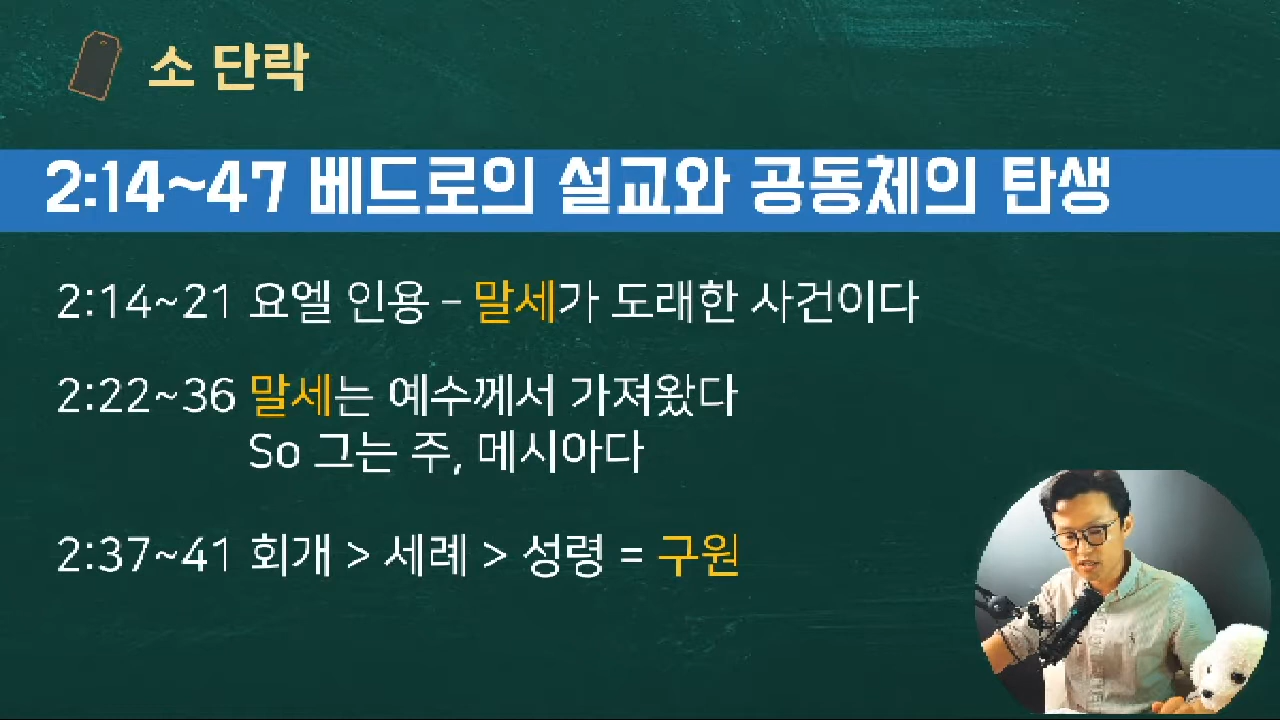 소 단락
2:14~47 베드로의 설교와 공동체의 탄생
2:14~21 요엘 인용 – 말세가 도래한 사건이다
2:22~36 말세는 예수께서 가져왔다
So 그는 주, 메시아다
2:37~41 회개 > 세례 > 성령 = 구원